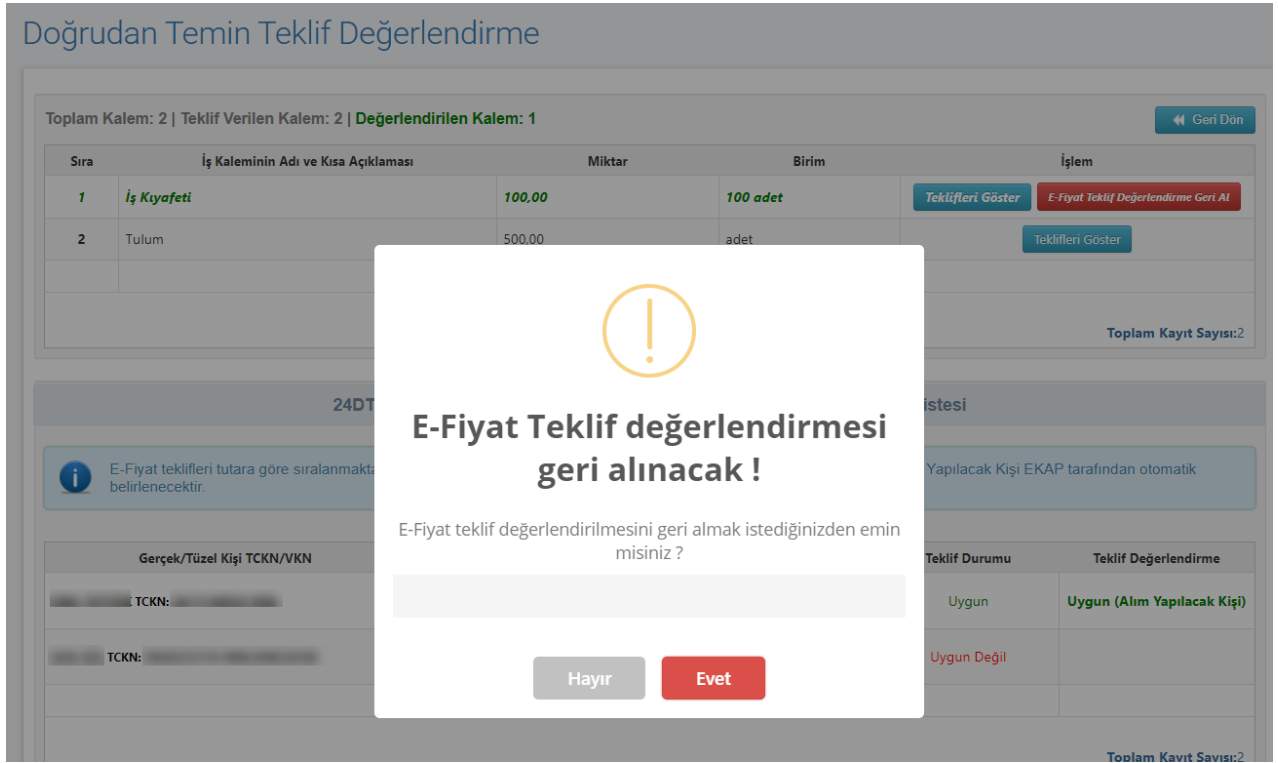 Doğrudan Temin Teklif Değerlendirme
Toplam Kalem: 2 | Teklif Verilen Kalem: 2 | Değerlendirilen Kalem: 1
Geri Dön
Sıra İş Kaleminin Adı ve Kısa Açıklaması Miktar Birim İşlem
1 İş Kıyafeti 100,00 100 adet Teklifleri Göster E-Fiyat Teklif Değerlendirme Geri Al
2 Tulum 500,00 adet Teklifleri Göster
Toplam Kayıt Sayısı:2
24DT
istesi
E-Fiyat teklifleri tutara göre sıralanmakta
Yapılacak Kişi EKAP tarafından otomatik
belirlenecektir.
E-Fiyat Teklif değerlendirmesi
geri alınacak !
E-Fiyat teklif değerlendirilmesini geri almak istediğinizden emin
misiniz ?
Hayır Evet
Gerçek/Tüzel Kişi TCKN/VKN Teklif Durumu Teklif Değerlendirme
TCKN: Uygun Uygun (Alım Yapılacak Kişi)
TCKN: Uygun Değil
Toplam Kayıt Sayısı:2